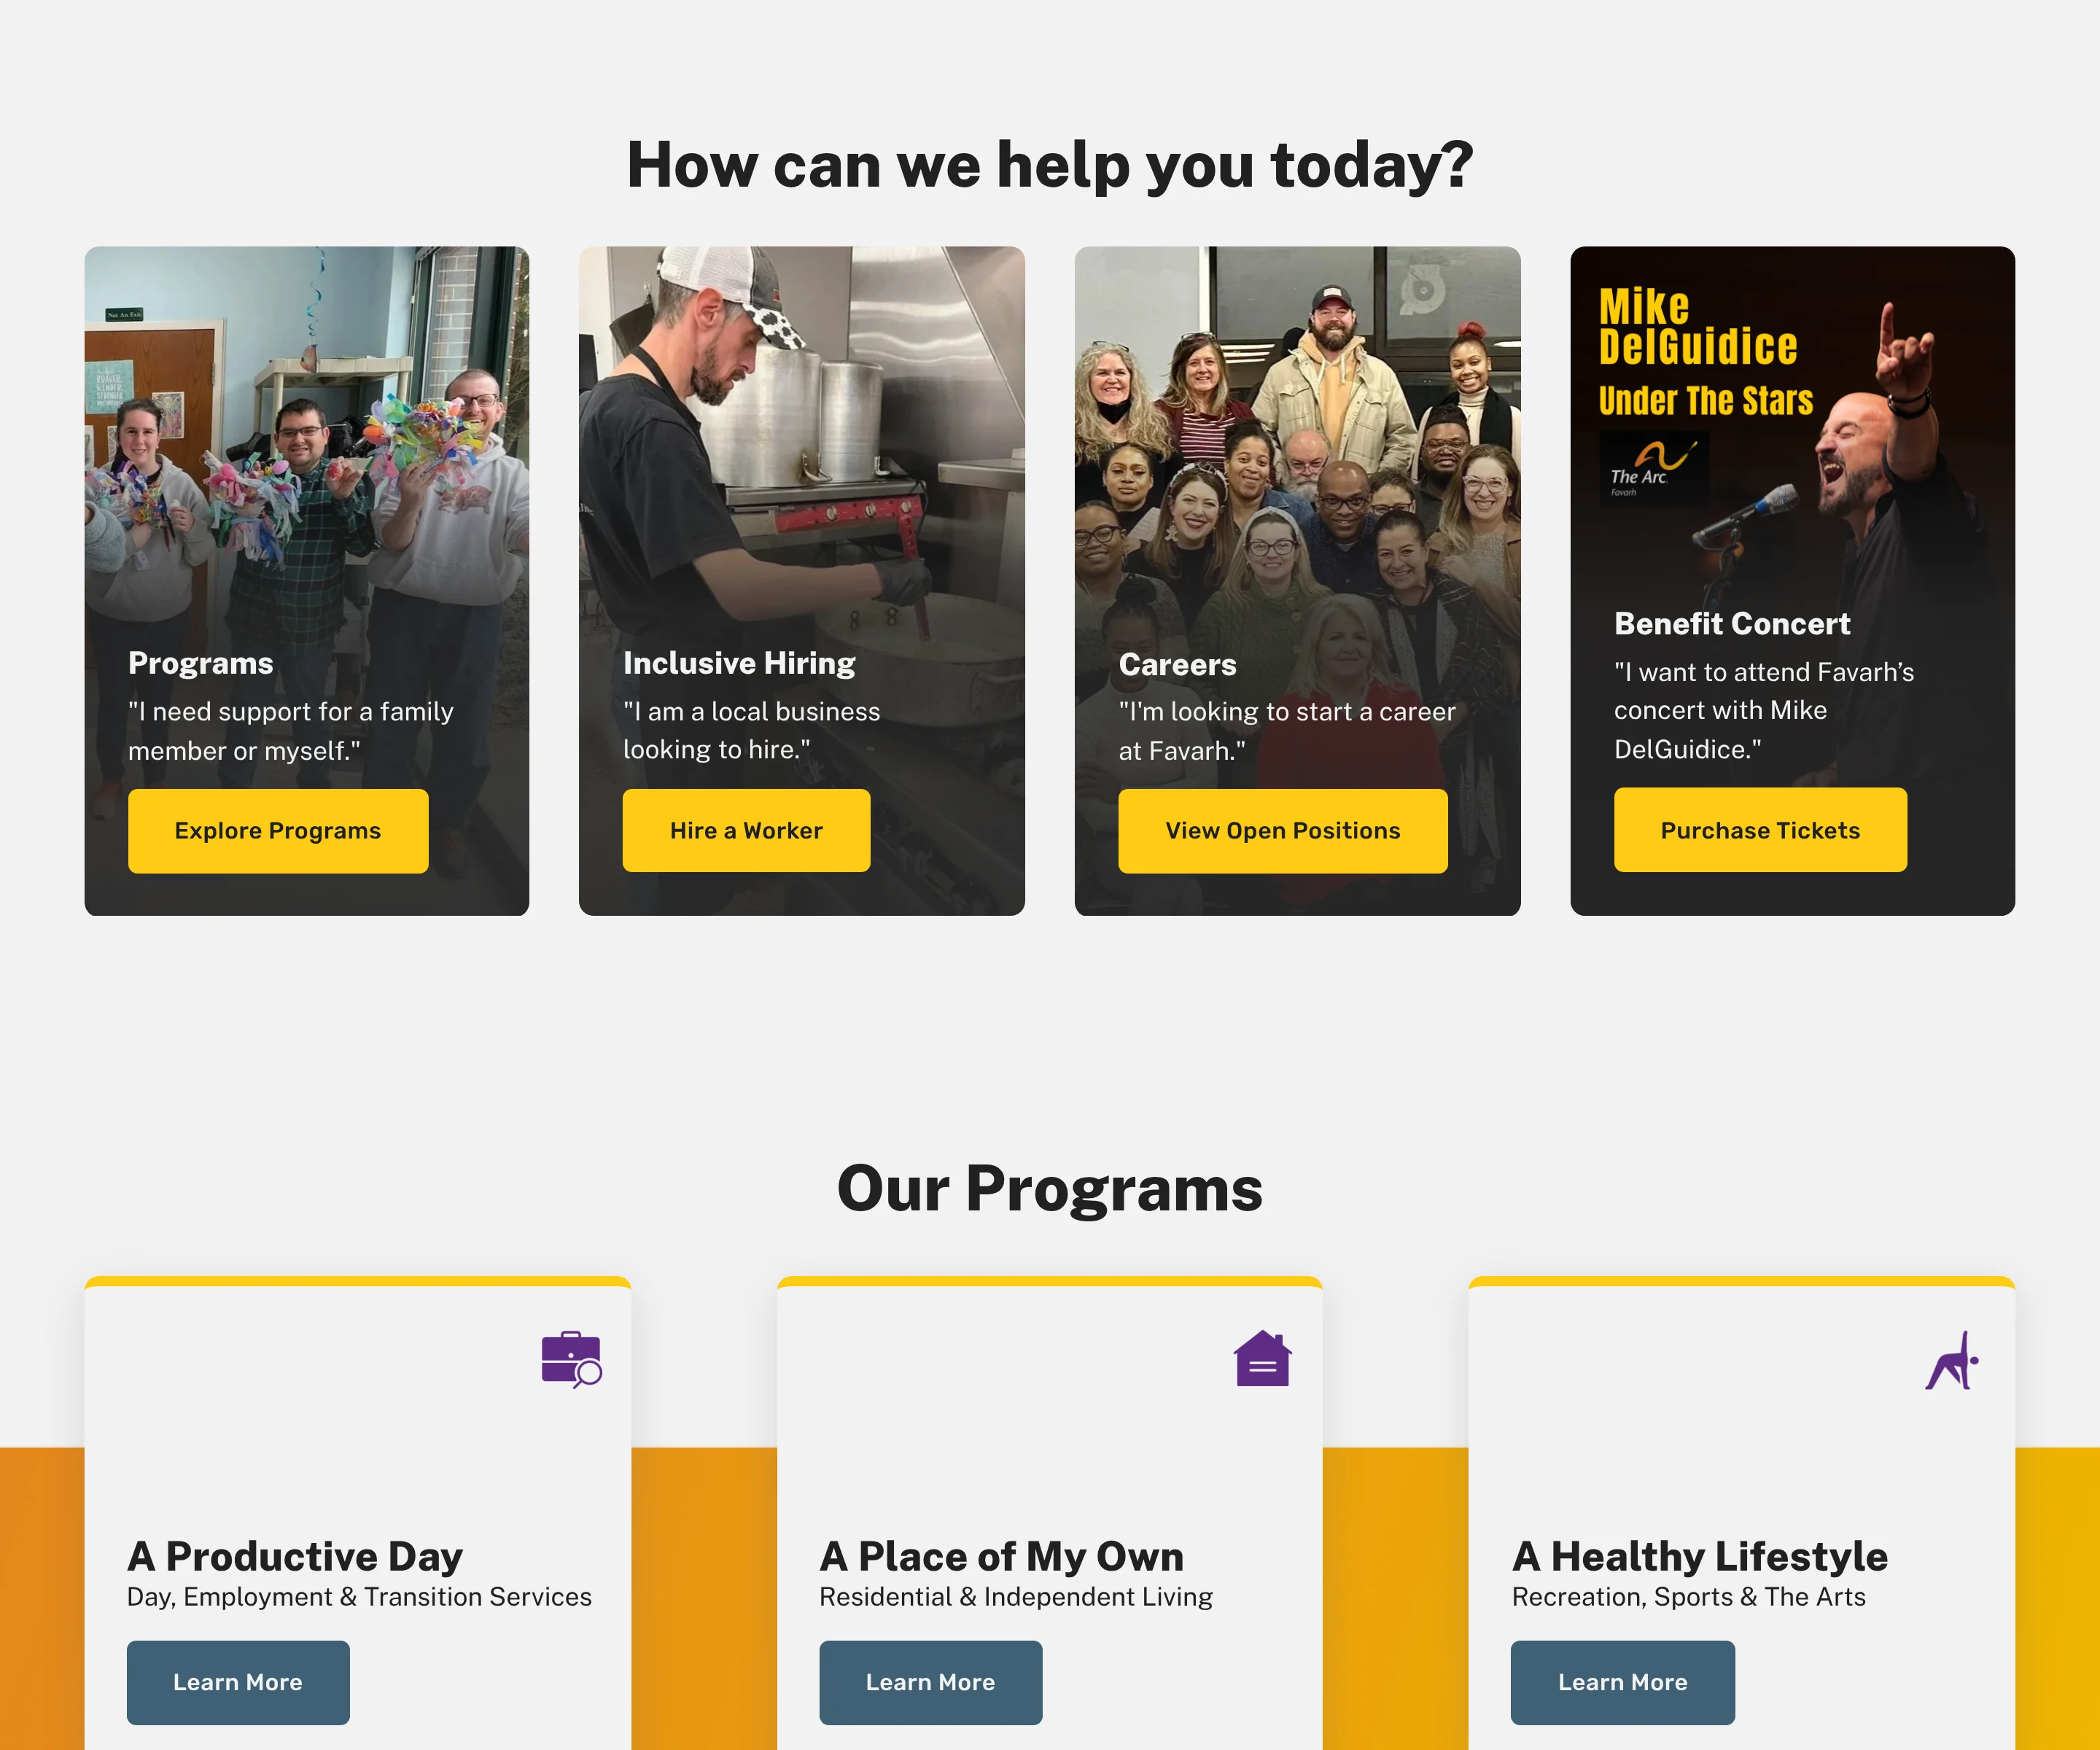 How can we help you today?
Not An Exit
Programs
"I need support for a family
member or myself."
Explore Programs
Inclusive Hiring
"I am a local business
looking to hire."
Hire a Worker
Careers
"I'm looking to start a career
at Favarh."
View Open Positions
Mike
DelGuidice
Under The Stars
The Arc.
Favarh
Benefit Concert
"I want to attend Favarh’s
concert with Mike
DelGuidice."
Purchase Tickets
Our Programs
A Productive Day
Day, Employment & Transition Services
Learn More
A Place of My Own
Residential & Independent Living
Learn More
A Healthy Lifestyle
Recreation, Sports & The Arts
Learn More